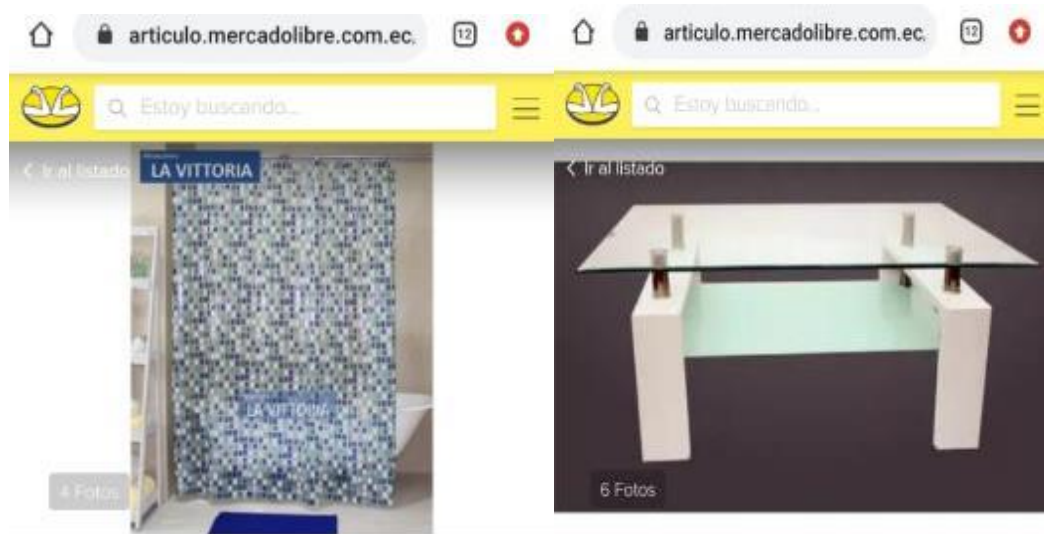 12
articulo.mercadolibre.com.ec.
Estoy buscando...
Ir al listado
LA VITTORIA
LA VITTORIA
4 Fotos
12
articulo.mercadolibre.com.ec.
Estoy buscando...
Ir al listado
6 Fotos